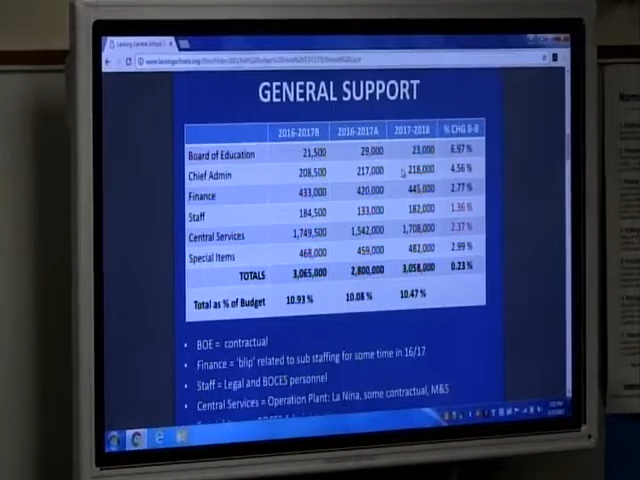 Lansing Central School
GENERAL SUPPORT
2016-2017B 2016-2017A 2017-2018 % CHG B-B
Board of Education 21,500 29,000 23,000 6.97 %
Chief Admin 208,500 217,000 218,000 4.56 %
Finance 433,000 420,000 445,000 2.77 %
Staff 184,500 133,000 182,000 1.36 %
Central Services 1,749,500 1,542,000 1,708,000 2.37 %
Special Items 468,000 459,000 482,000 2.99 %
TOTALS 3,065,000 2,800,000 3,058,000 0.23 %
Total as % of Budget 10.93 % 10.08 % 10.47 %
• BOE = contractual
• Finance = 'blip' related to sub staffing for some time in 16/17
• Staff = Legal and BOCES personnel
• Central Services = Operation Plant: La Nina, some contractual, M&S